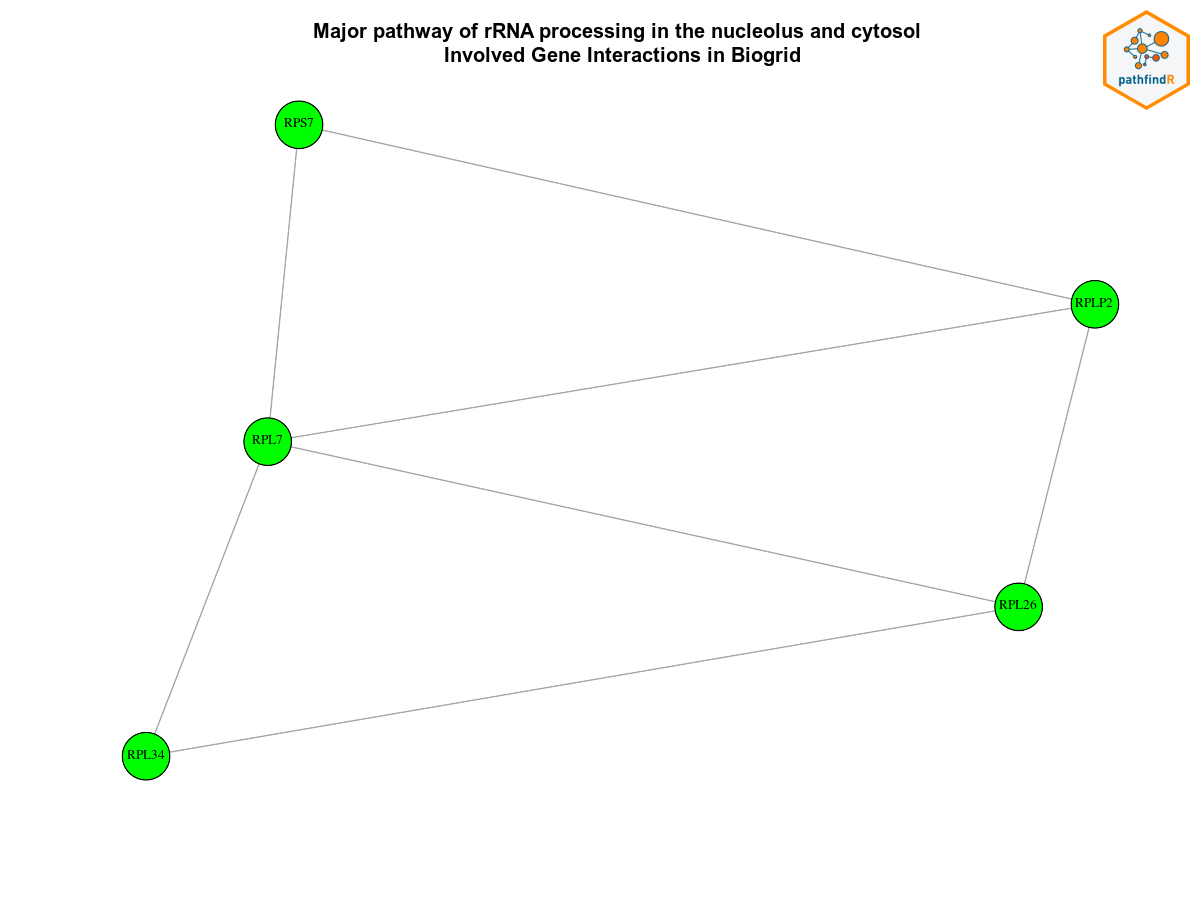 Major pathway of rRNA processing in the nucleolus and cytosol
Involved Gene Interactions in Biogrid
pathfindR
RPS7
RPLP2
RPL7
RPL26
RPL34